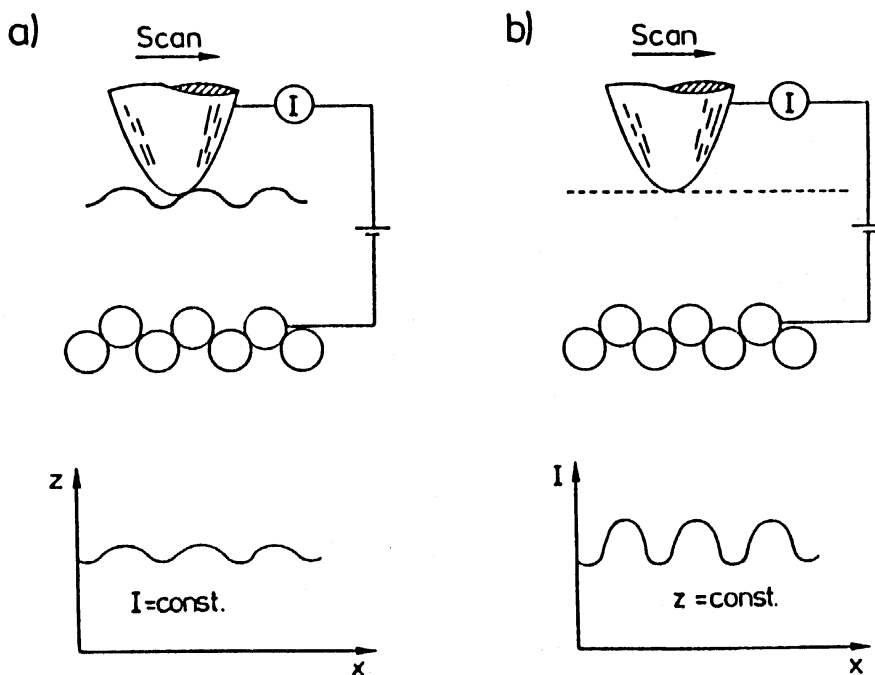 a)
Scan
I
z
I=const.
x
b)
Scan
I
I
z=const.
x